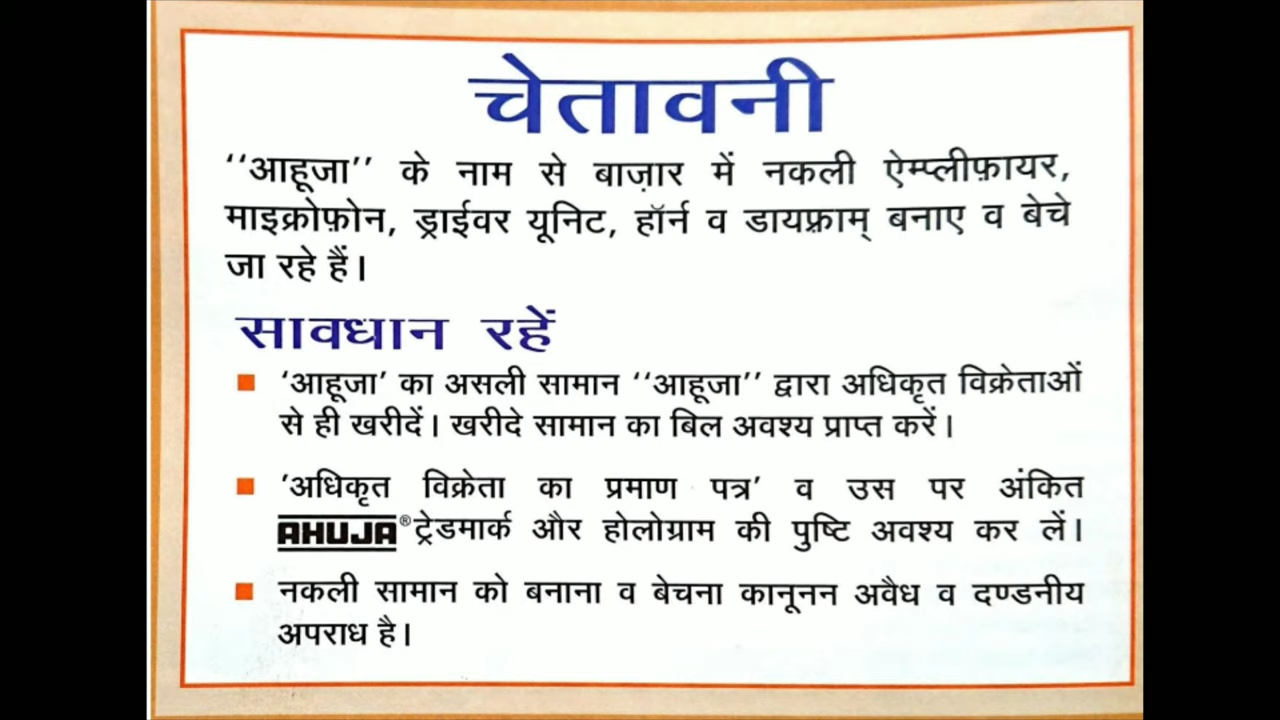 चेतावनी
‘‘आहूजा’’ के नाम से बाज़ार में नकली ऐम्प्लीफ़ायर,
माइक्रोफ़ोन, ड्राईवर यूनिट, हॉर्न व डायफ़्राम् बनाए व बेचे
जा रहे हैं।
सावधान रहें
■ ‘आहूजा’ का असली सामान ‘‘आहूजा’’ द्वारा अधिकृत विक्रेताओं
से ही खरीदें। खरीदे सामान का बिल अवश्य प्राप्त करें।
■ ’अधिकृत विक्रेता का प्रमाण पत्र’ व उस पर अंकित
AHUJA® ट्रेडमार्क और होलोग्राम की पुष्टि अवश्य कर लें।
■ नकली सामान को बनाना व बेचना कानूनन अवैध व दण्डनीय
अपराध है।